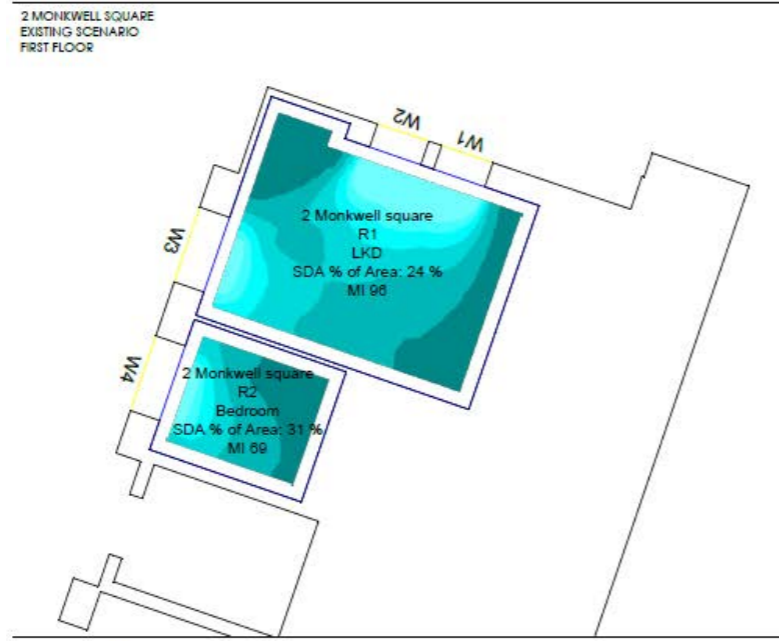 2 MONKWELL SQUARE
EXISTING SCENARIO
FIRST FLOOR
W2
W1
2 Monkwell square
R1
LKD
SDA % of Area: 24 %
MI 96
W3
2 Monkwell square
R2
Bedroom
SDA % of Area: 31 %
MI 69
W4